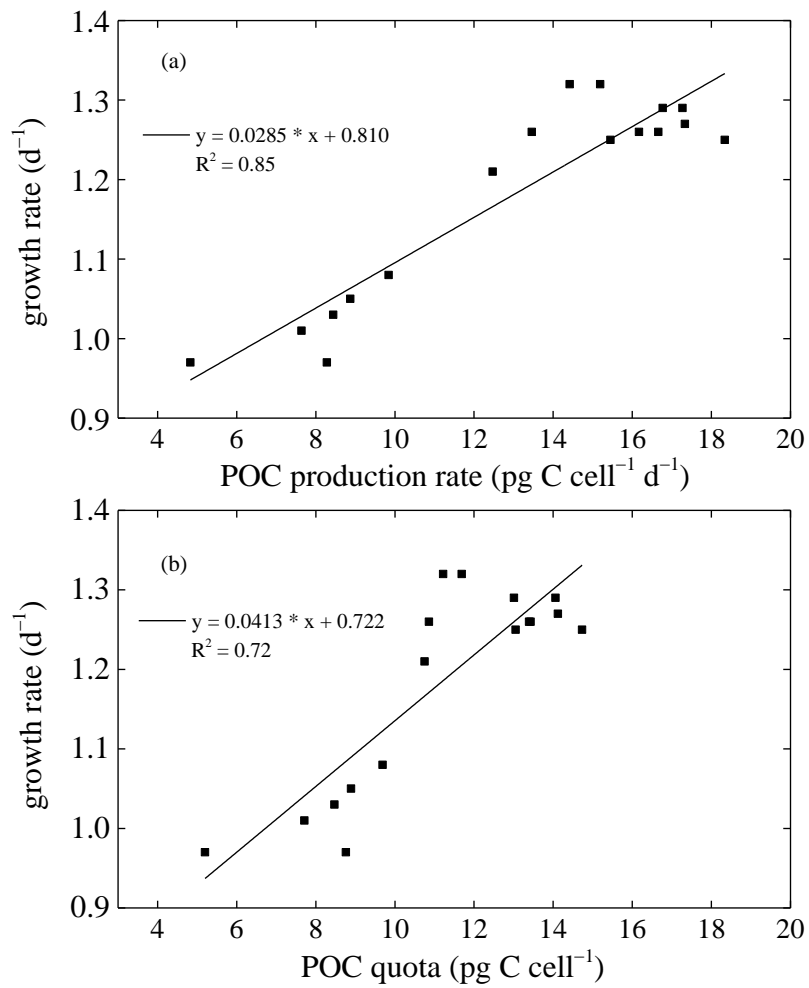 1.4
(a)
1.3
y = 0.0285 * x + 0.810
R² = 0.85
1.2
1.1
1.0
0.9
growth rate (d⁻¹)
4 6 8 10 12 14 16 18 20
POC production rate (pg C cell⁻¹ d⁻¹)
1.4
(b)
1.3
y = 0.0413 * x + 0.722
R² = 0.72
1.2
1.1
1.0
0.9
growth rate (d⁻¹)
4 6 8 10 12 14 16 18 20
POC quota (pg C cell⁻¹)